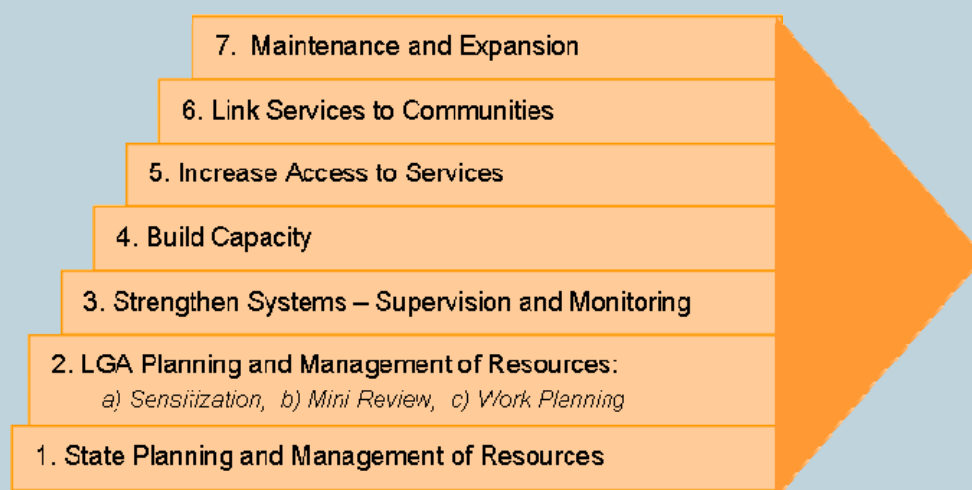 7. Maintenance and Expansion
6. Link Services to Communities
5. Increase Access to Services
4. Build Capacity
3. Strengthen Systems – Supervision and Monitoring
2. LGA Planning and Management of Resources:
a) Sensitization, b) Mini Review, c) Work Planning
1. State Planning and Management of Resources